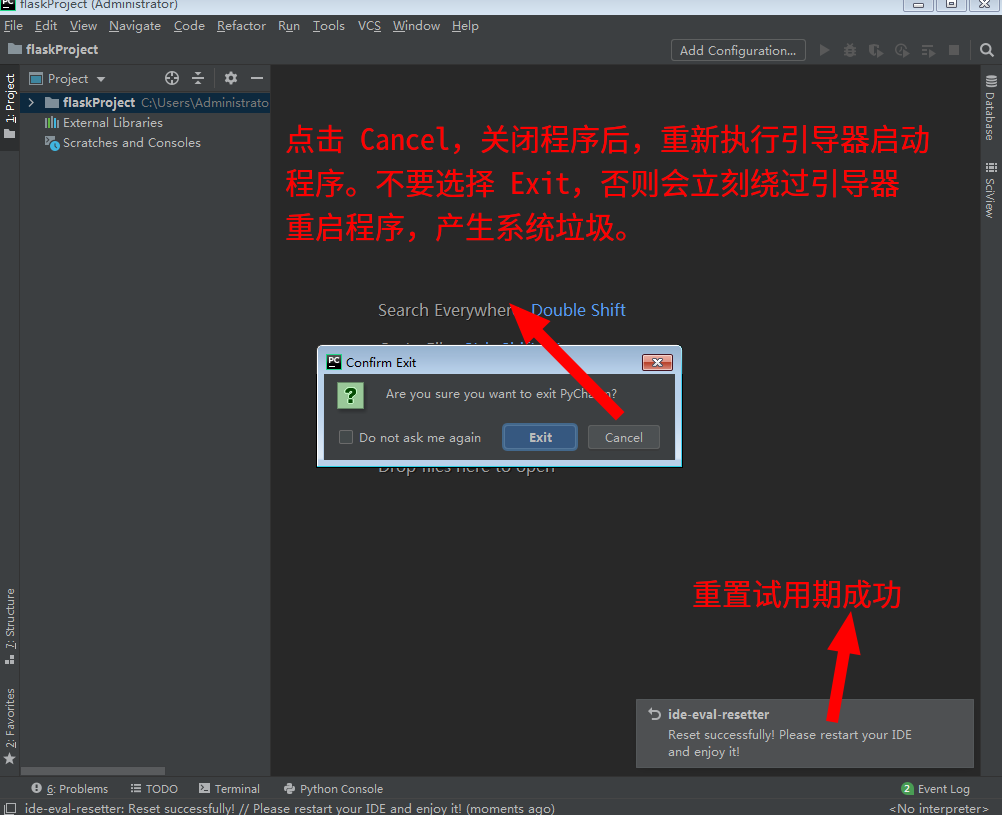 flaskProject (Administrator)
File Edit View Navigate Code Refactor Run Tools VCS Window Help
flaskProject
Add Configuration...
1: Project
Project
flaskProject C:\Users\Administrato
External Libraries
Scratches and Consoles
Database
SciView
点击 Cancel，关闭程序后，重新执行引导器启动
程序。不要选择 Exit，否则会立刻绕过引导器
重启程序，产生系统垃圾。
Search Everywhere Double Shift
PC Confirm Exit
Are you sure you want to exit PyCharm?
Do not ask me again
Exit
Cancel
Drop files here to open
重置试用期成功
ide-eval-resetter
Reset successfully! Please restart your IDE
and enjoy it!
7: Structure
2: Favorites
6: Problems TODO Terminal Python Console
2 Event Log
ide-eval-resetter: Reset successfully! // Please restart your IDE and enjoy it! (moments ago)
<No interpreter>